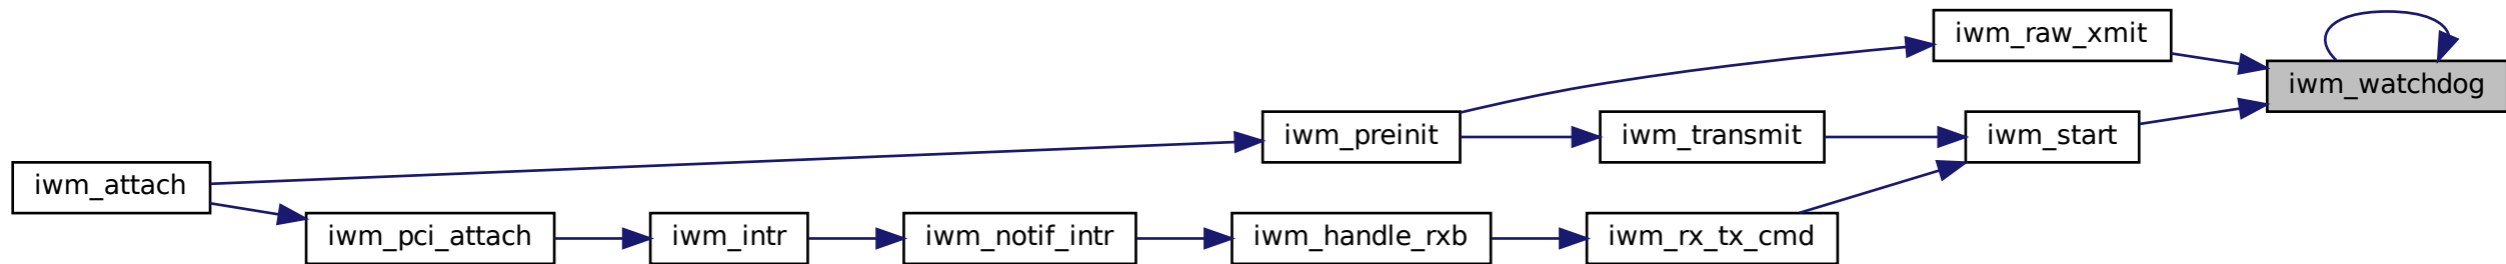 iwm_raw_xmit
iwm_watchdog
iwm_preinit
iwm_transmit
iwm_start
iwm_attach
iwm_pci_attach
iwm_intr
iwm_notif_intr
iwm_handle_rxb
iwm_rx_tx_cmd